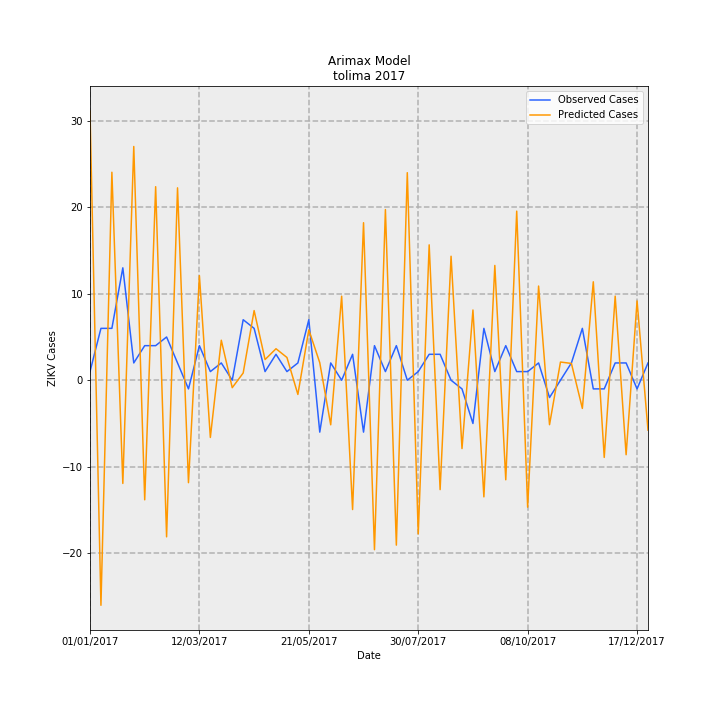 Arimax Model
tolima 2017
Observed Cases
Predicted Cases
30
20
10
0
−10
−20
ZIKV Cases
01/01/2017 12/03/2017 21/05/2017 30/07/2017 08/10/2017 17/12/2017
Date